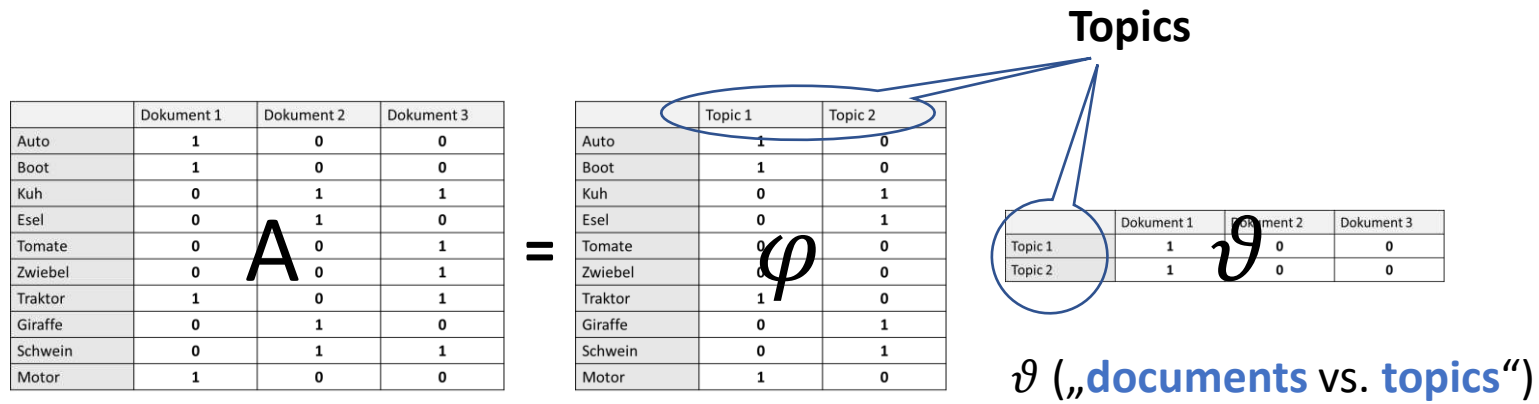 Topics
Dokument 1 Dokument 2 Dokument 3
Auto 1 0 0
Boot 1 0 0
Kuh 0 1 1
Esel 0 1 0
Tomate 0 0 1
Zwiebel 0 0 1
Traktor 1 0 1
Giraffe 0 1 0
Schwein 0 1 1
Motor 1 0 0
A
=
Topic 1 Topic 2
Auto 1 0
Boot 1 0
Kuh 0 1
Esel 0 1
Tomate 0 0
Zwiebel 0 0
Traktor 1 0
Giraffe 0 1
Schwein 0 1
Motor 1 0
φ
Dokument 1 Dokument 2 Dokument 3
Topic 1 1 0 0
Topic 2 1 0 0
ϑ
ϑ („documents vs. topics“)